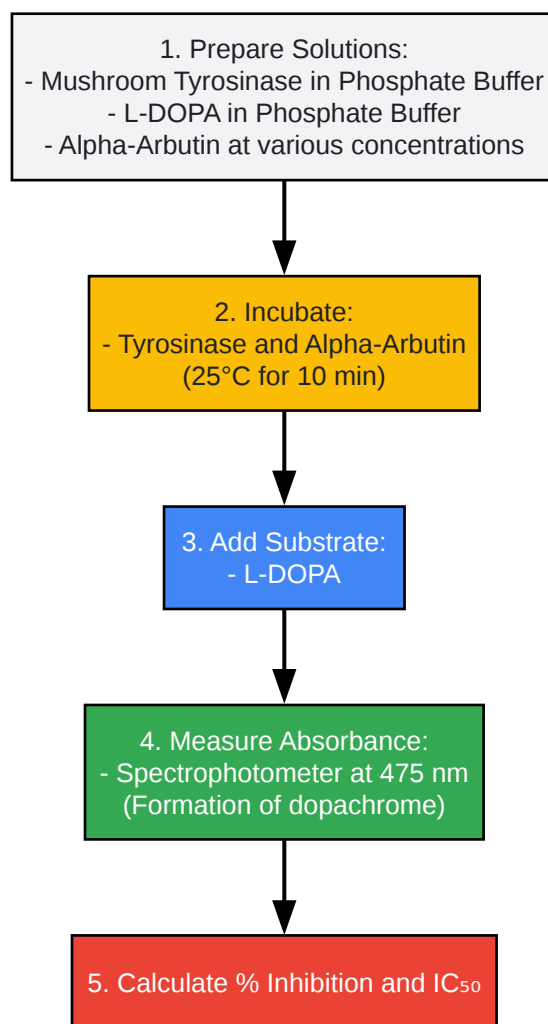 1. Prepare Solutions:
- Mushroom Tyrosinase in Phosphate Buffer
- L-DOPA in Phosphate Buffer
- Alpha-Arbutin at various concentrations
2. Incubate:
- Tyrosinase and Alpha-Arbutin
(25°C for 10 min)
3. Add Substrate:
- L-DOPA
4. Measure Absorbance:
- Spectrophotometer at 475 nm
(Formation of dopachrome)
5. Calculate % Inhibition and IC₅₀